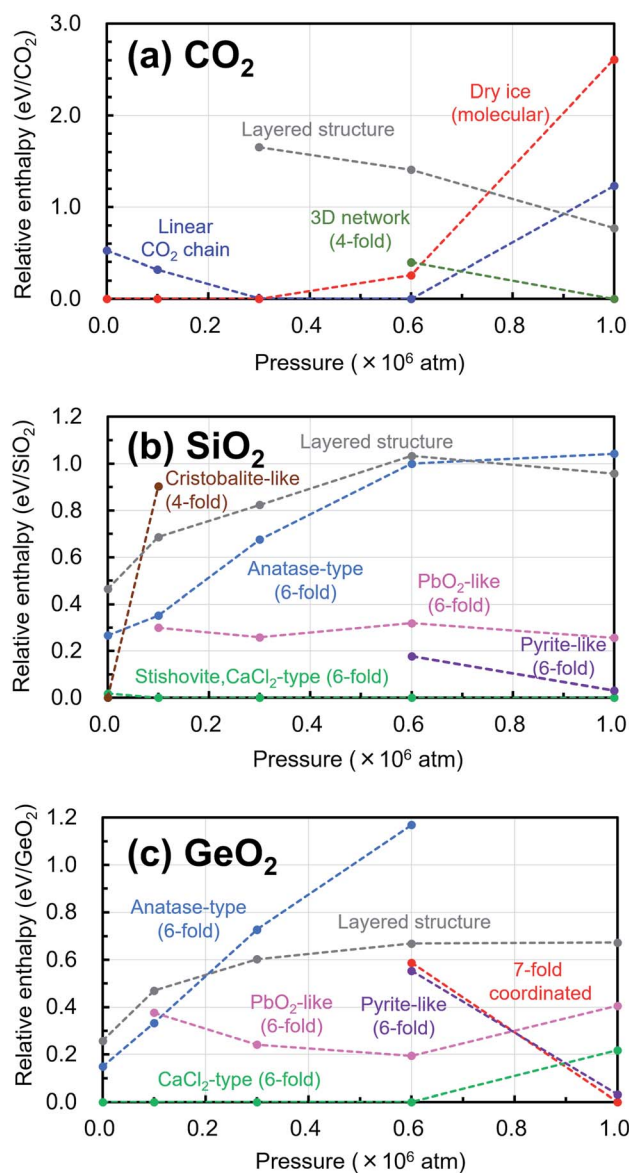 (a) CO₂
Relative enthalpy (eV/CO₂)
3.0
2.0
1.0
0.0
Dry ice
(molecular)
Layered structure
3D network
(4-fold)
Linear
CO₂ chain
0.0 0.2 0.4 0.6 0.8 1.0
Pressure (×10⁶ atm)
(b) SiO₂
Relative enthalpy (eV/SiO₂)
1.2
1.0
0.8
0.6
0.4
0.2
0.0
Layered structure
Cristobalite-like
(4-fold)
Anatase-type
(6-fold)
PbO₂-like
(6-fold)
Pyrite-like
(6-fold)
Stishovite,CaCl₂-type (6-fold)
0.0 0.2 0.4 0.6 0.8 1.0
Pressure (×10⁶ atm)
(c) GeO₂
Relative enthalpy (eV/GeO₂)
1.2
1.0
0.8
0.6
0.4
0.2
0.0
Anatase-type
(6-fold)
Layered structure
PbO₂-like
(6-fold)
Pyrite-like
(6-fold)
7-fold
coordinated
CaCl₂-type (6-fold)
0.0 0.2 0.4 0.6 0.8 1.0
Pressure (×10⁶ atm)